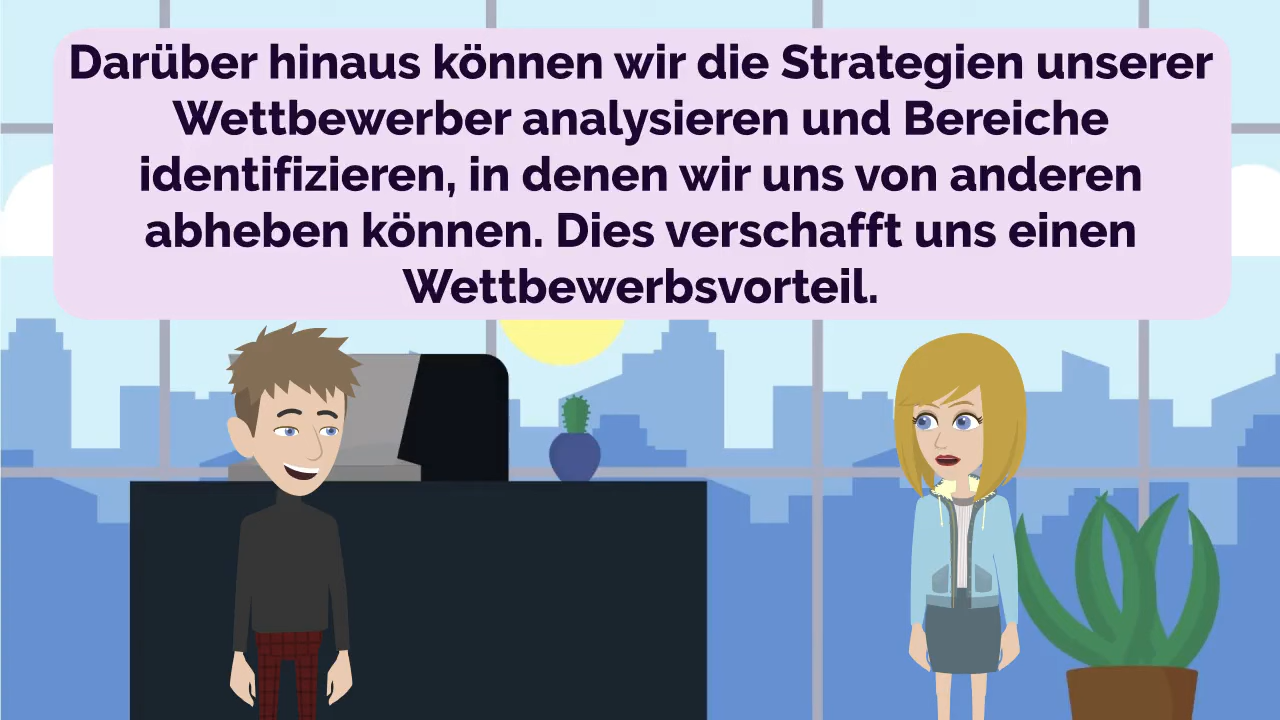 Darüber hinaus können wir die Strategien unserer
Wettbewerber analysieren und Bereiche
identifizieren, in denen wir uns von anderen
abheben können. Dies verschafft uns einen
Wettbewerbsvorteil.